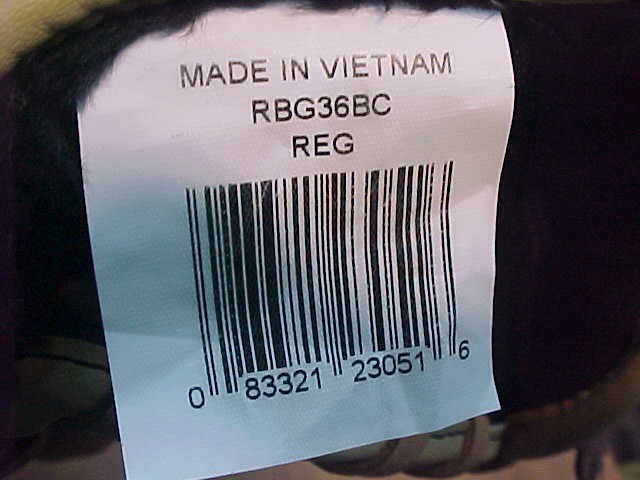 MADE IN VIETNAM
RBG36BC
REG
0 83321 23051 6